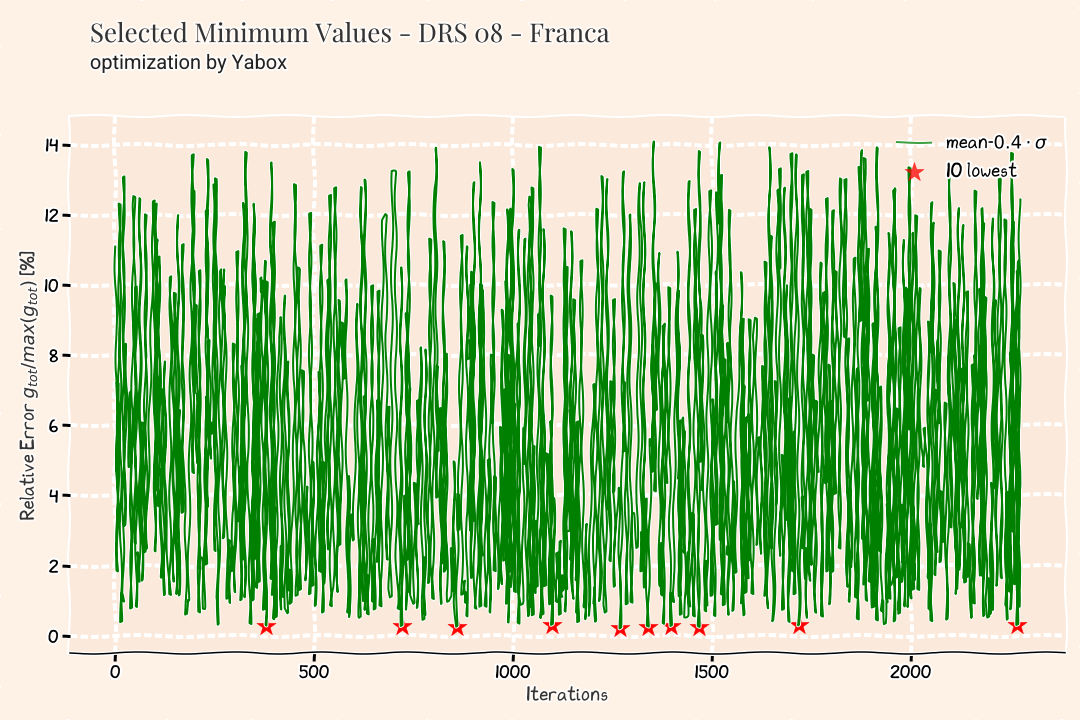 Selected Minimum Values - DRS 08 - Franca
optimization by Yabox
mean-0.4 · σ
10 lowest
Relative Error g_tot/max(g_tot) [%]
14
12
10
8
6
4
2
0
0 500 1000 1500 2000
Iterations